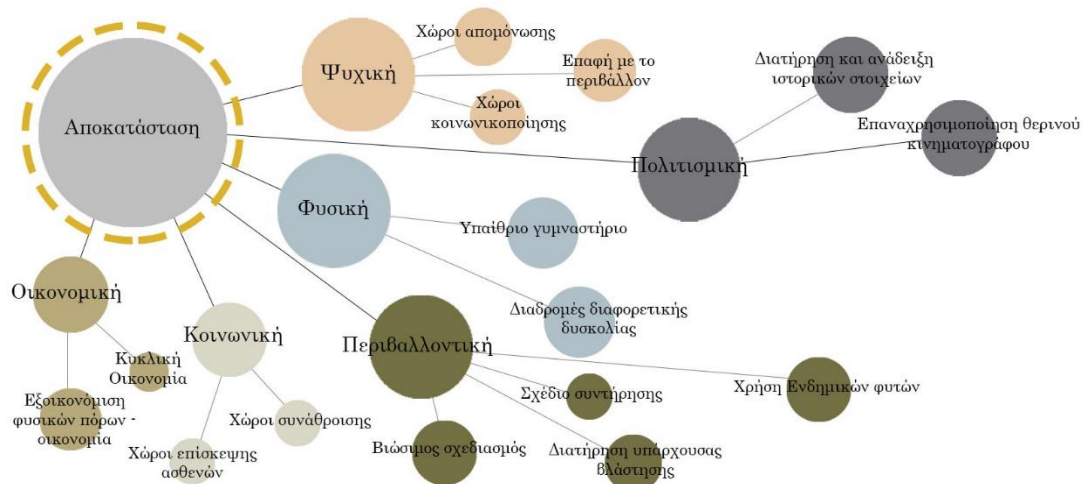 Αποκατάσταση
Ψυχική
Χώροι απομόνωσης
Επαφή με το
περιβάλλον
Χώροι
κοινωνικοποίησης
Πολιτισμική
Διατήρηση και ανάδειξη
ιστορικών στοιχείων
Επαναχρησιμοποίηση θερινού
κινηματογράφου
Φυσική
Υπαίθριο γυμναστήριο
Διαδρομές διαφορετικής
δυσκολίας
Οικονομική
Κυκλική
Οικονομία
Εξοικονόμιση
φυσικών πόρων -
οικονομία
Κοινωνική
Χώροι συνάθροισης
Χώροι επίσκεψης
ασθενών
Περιβαλλοντική
Χρήση Ενδημικών φυτών
Σχέδιο συντήρησης
Διατήρηση υπάρχουσας
βλάστησης
Βιώσιμος σχεδιασμός